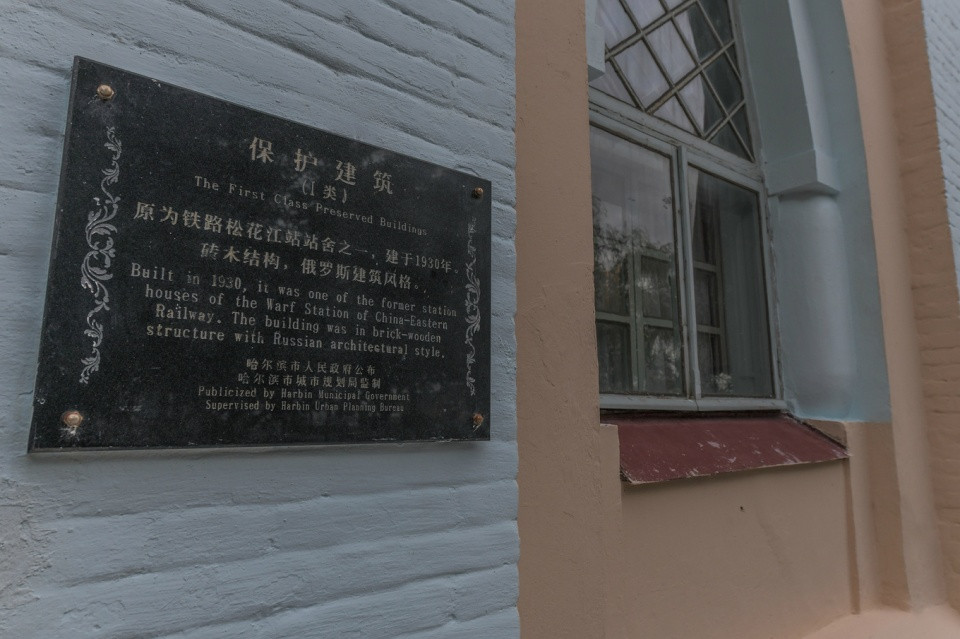 保护建筑
(I类)
The First Class Preserved Buildings
原为铁路松花江站站舍之一，建于1930年。
砖木结构，俄罗斯建筑风格。
Built in 1930, it was one of the former station
houses of the Warf Station of China-Eastern
Railway. The building was in brick-wooden
structure with Russian architectural style.
哈尔滨市人民政府公布
哈尔滨市城市规划局监制
Publicized by Harbin Municipal Government
Supervised by Harbin Urban Planning Bureau